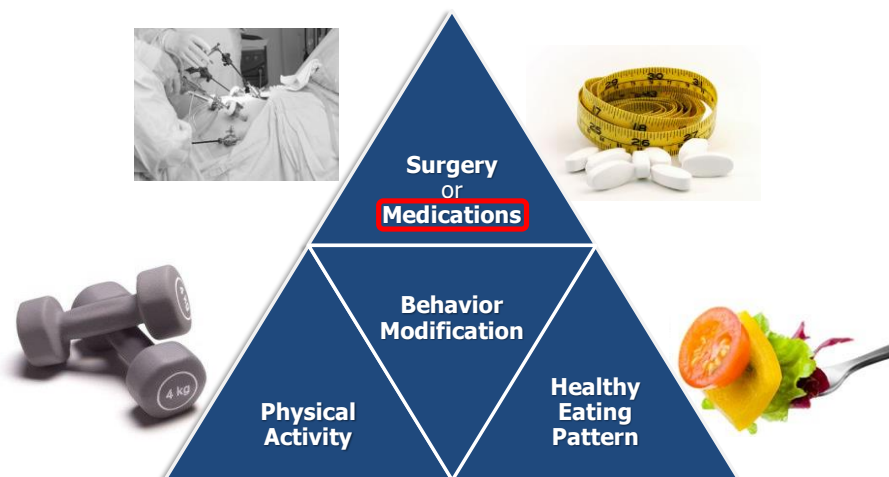 Surgery
or
Medications
Behavior
Modification
Physical
Activity
Healthy
Eating
Pattern
4 kg